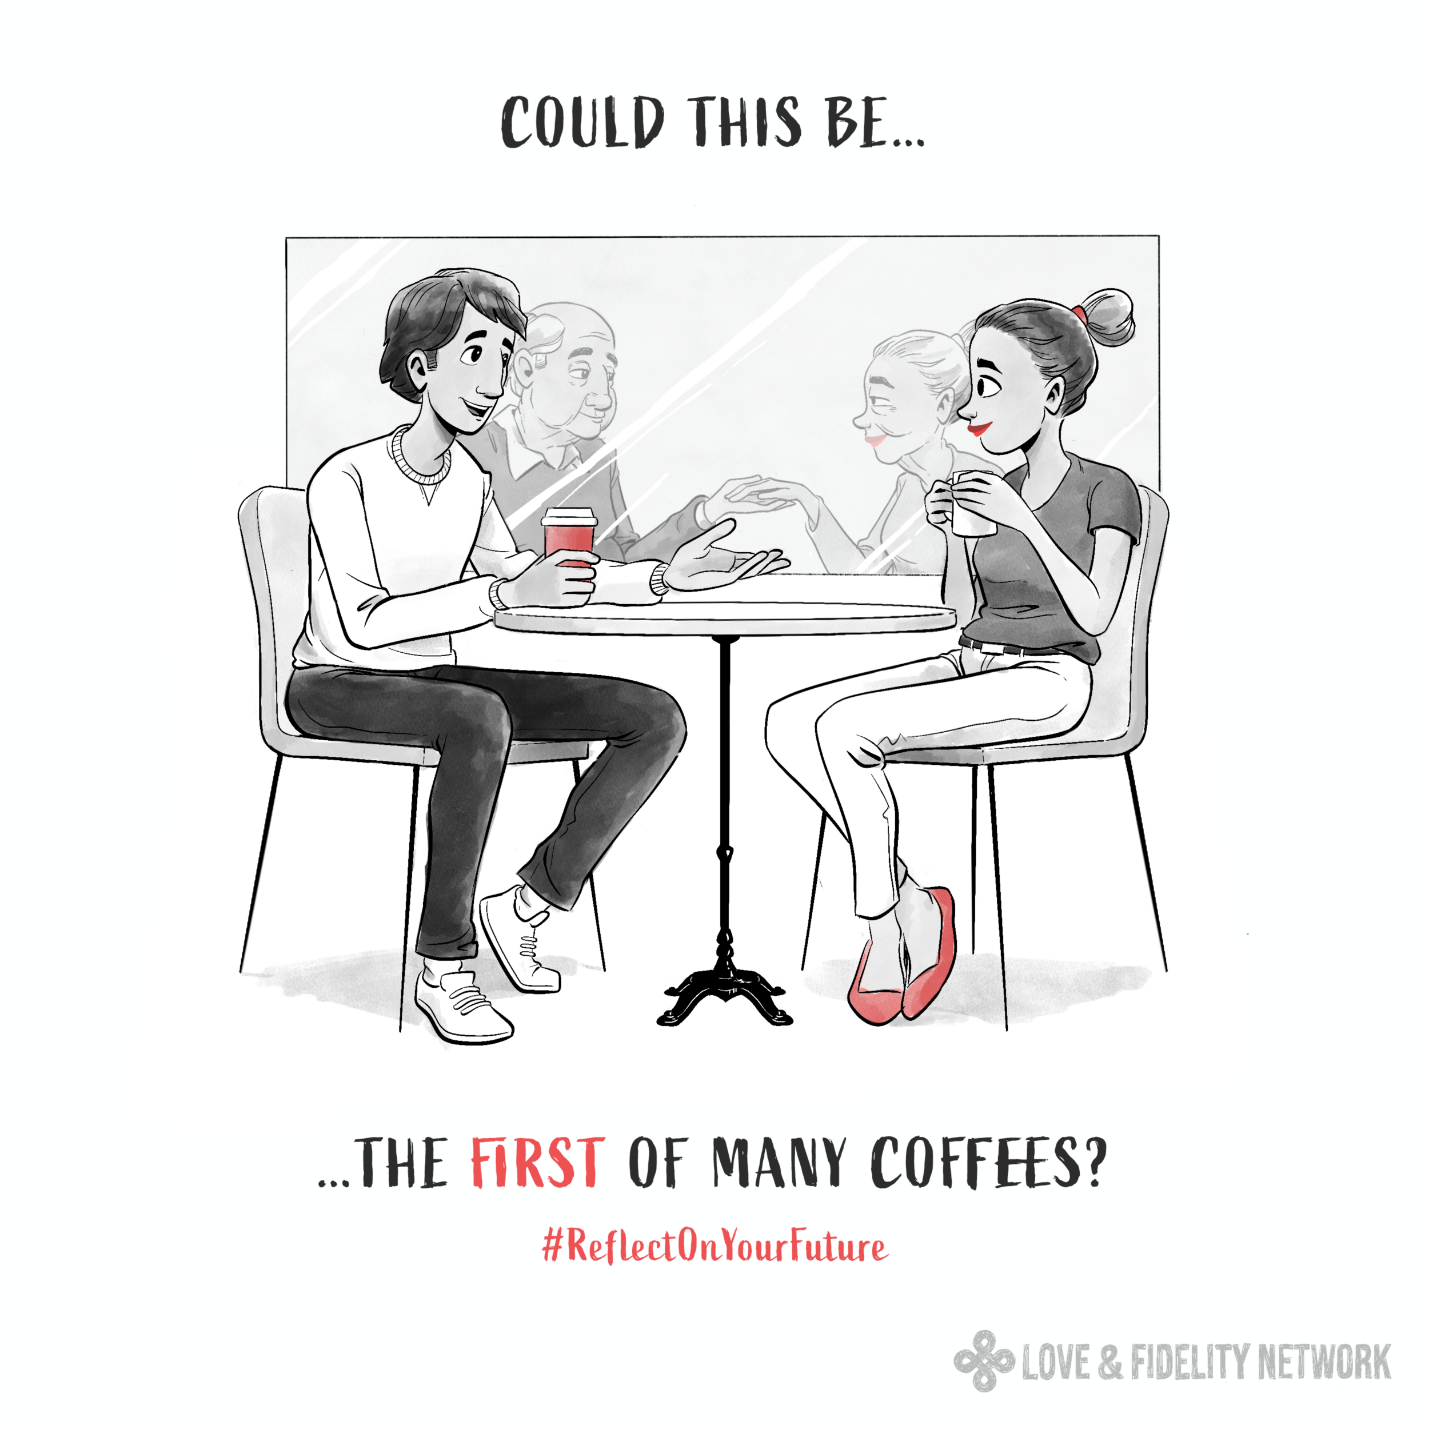 COULD THIS BE...
...THE FIRST OF MANY COFFEES?
#ReflectOnYourFuture
LOVE & FIDELITY NETWORK